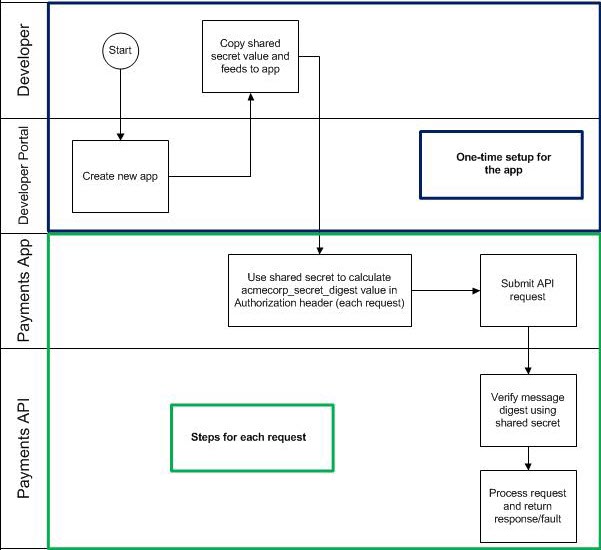 Developer
Start
Copy shared
secret value and
feeds to app
Developer Portal
Create new app
One-time setup for
the app
Payments App
Use shared secret to calculate
acmecorp_secret_digest value in
Authorization header (each request)
Submit API
request
Payments API
Steps for each request
Verify message
digest using
shared secret
Process request
and return
response/fault